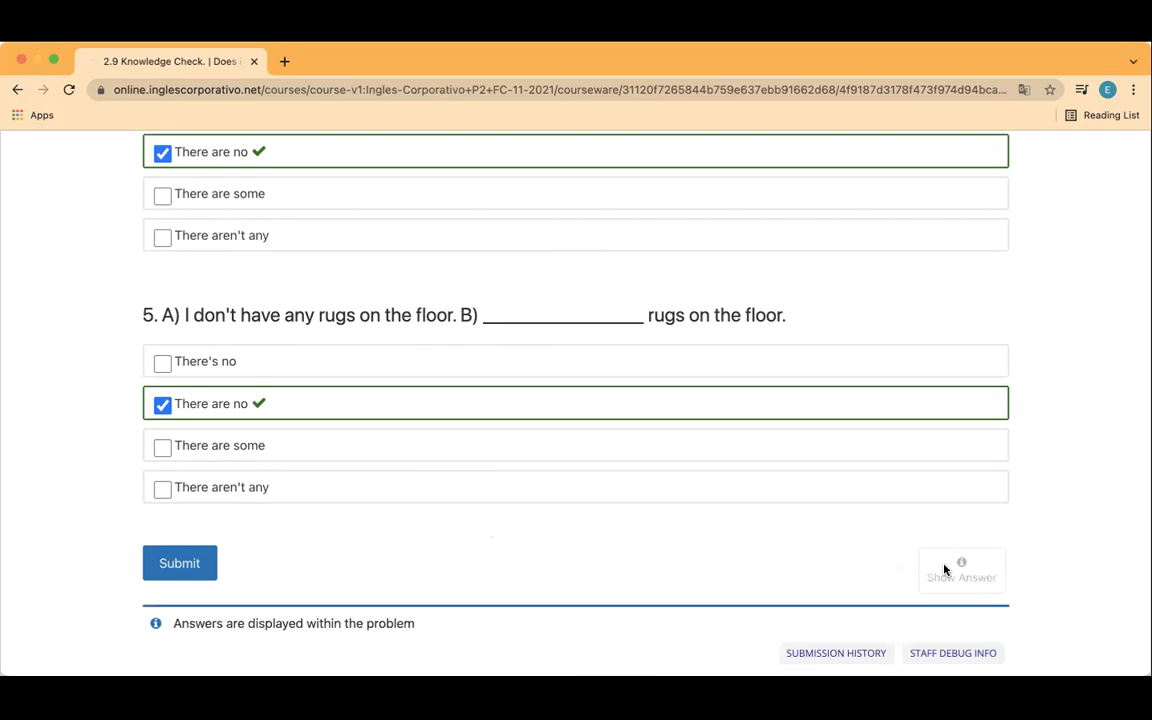 2.9 Knowledge Check. | Does i
online.inglescorporativo.net/courses/course-v1:Ingles-Corporativo+P2+FC-11-2021/courseware/31120f7265844b759e637ebb91662d68/4f9187d3178f473f974d94bca...
E
Apps
Reading List
There are no
There are some
There aren't any
5. A) I don't have any rugs on the floor. B) __________________ rugs on the floor.
There's no
There are no
There are some
There aren't any
Submit
Show Answer
Answers are displayed within the problem
SUBMISSION HISTORY
STAFF DEBUG INFO